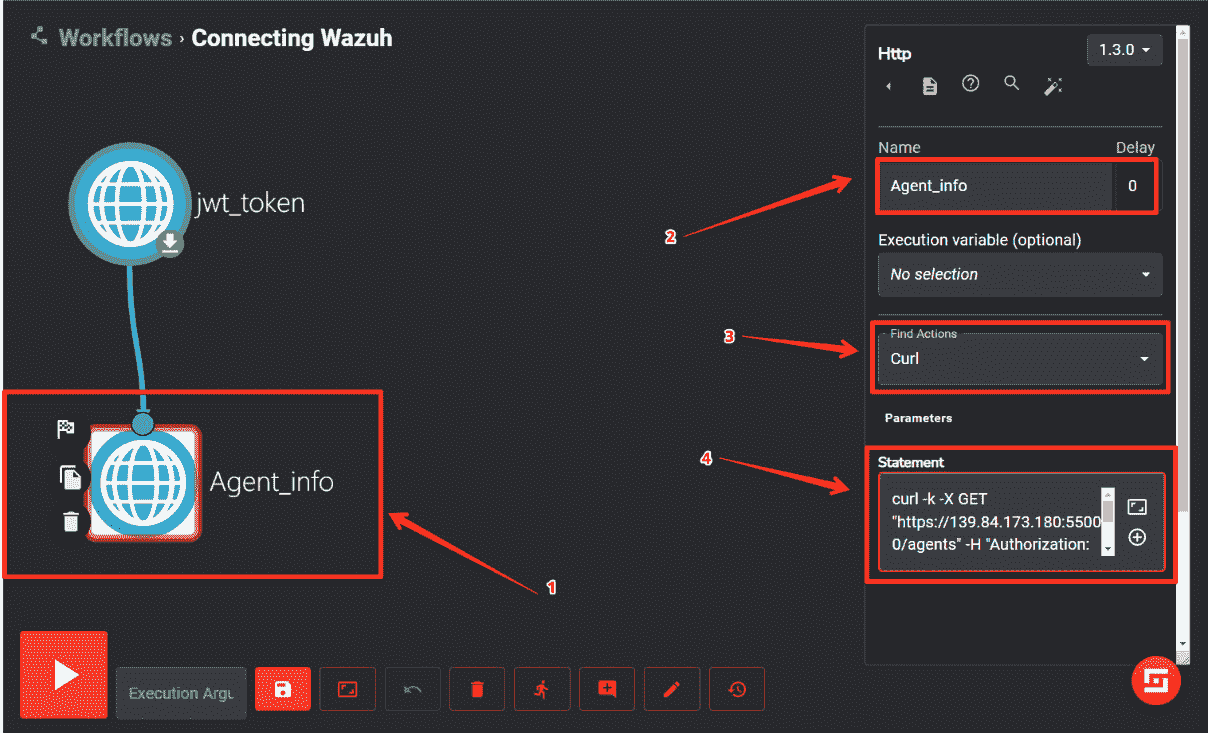 Workflows › Connecting Wazuh
jwt_token
Agent_info
1
2
3
4
Http
1.3.0
Name
Delay
Agent_info
0
Execution variable (optional)
No selection
Find Actions
Curl
Parameters
Statement
curl -k -X GET
"https://139.84.173.180:5500
0/agents" -H "Authorization:
Execution Argu